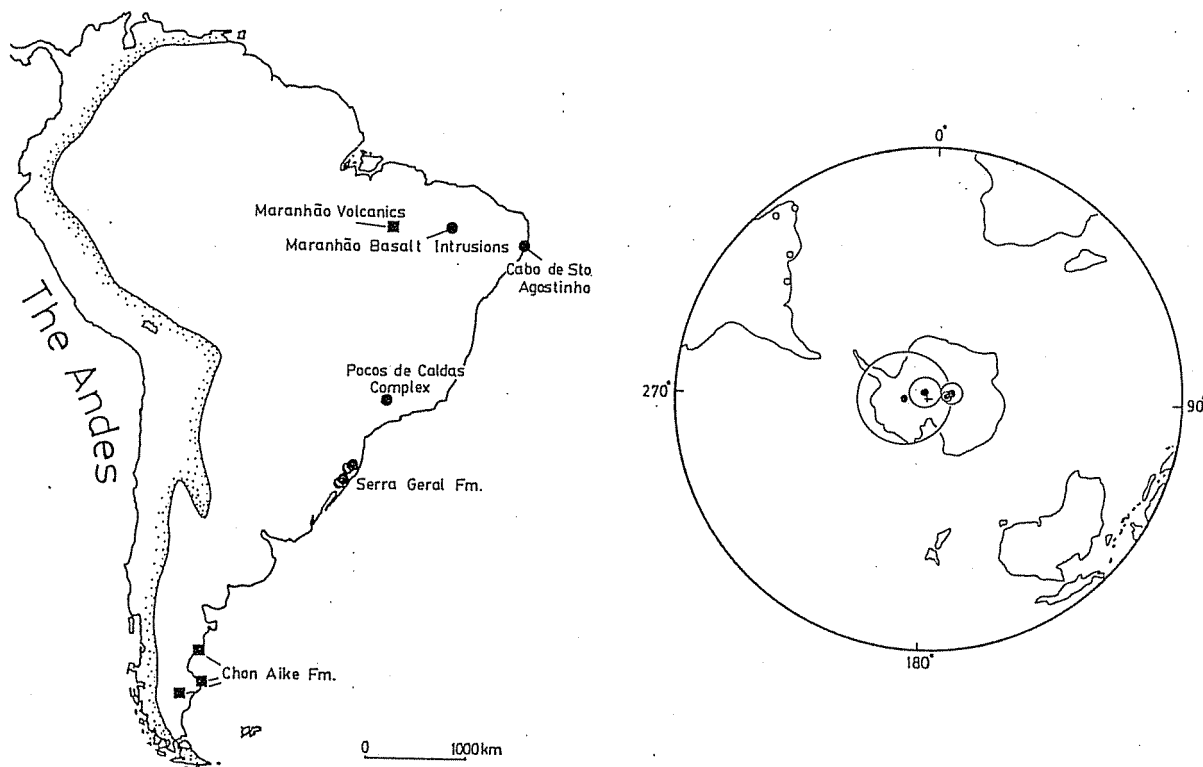 Maranhão Volcanics
Maranhão Basalt Intrusions
Cabo de Sto.
Agostinho
The Andes
Pocos de Caldas
Complex
Serra Geral Fm.
Chon Aike Fm.
0 1000km
0°
270°
90°
180°